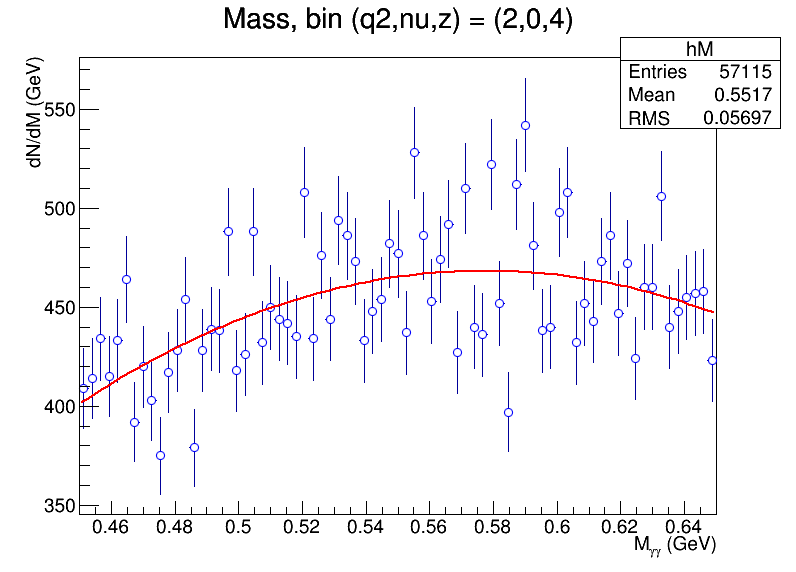 Mass, bin (q2,nu,z) = (2,0,4)
hM
Entries 57115
Mean 0.5517
RMS 0.05697
dN/dM (GeV)
550
500
450
400
350
0.46 0.48 0.5 0.52 0.54 0.56 0.58 0.6 0.62 0.64
Mγγ (GeV)